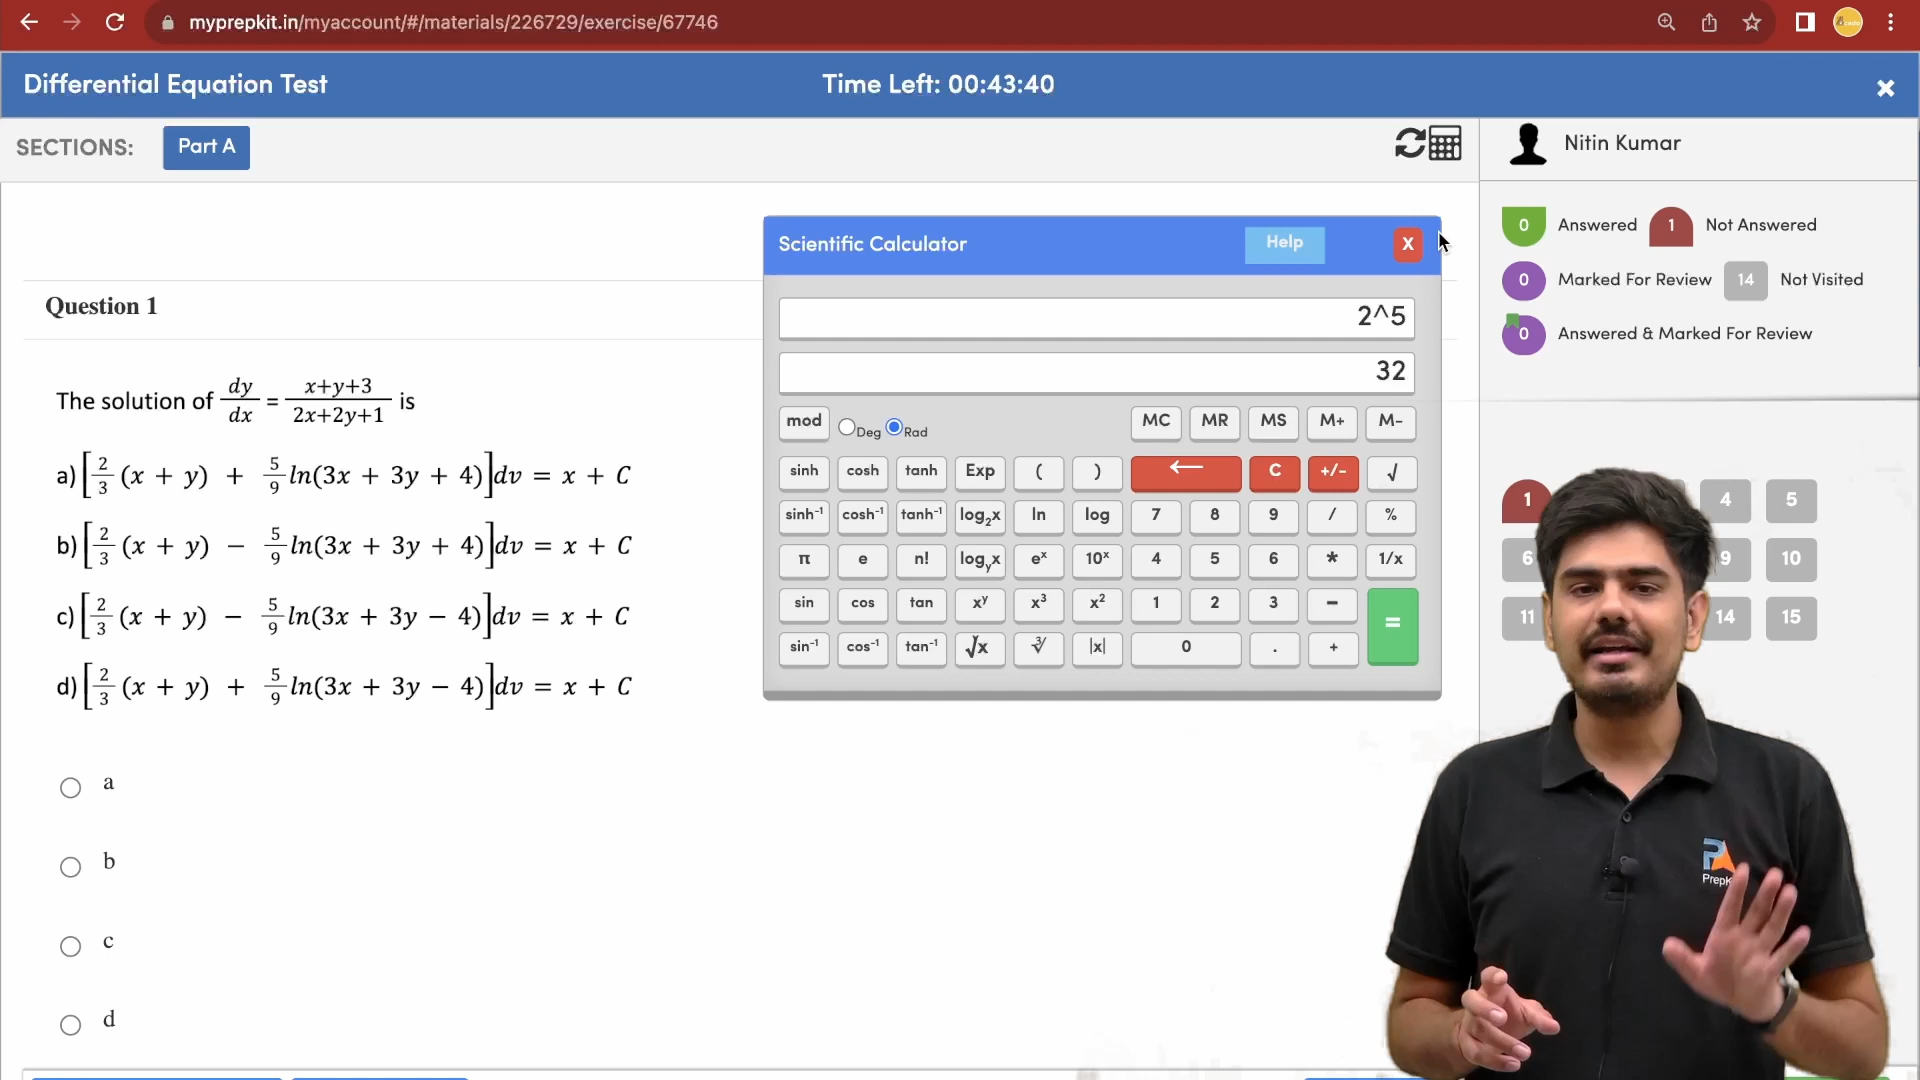 myprepkit.in/myaccount/#/materials/226729/exercise/67746
Differential Equation Test
Time Left: 00:43:40
SECTIONS:
Part A
Nitin Kumar
0 Answered 1 Not Answered
0 Marked For Review 14 Not Visited
0 Answered & Marked For Review
Question 1
The solution of dy/dx = x+y+3/2x+2y+1 is
a)[2/3 (x + y) + 5/9 ln(3x + 3y + 4)]dv = x + C
b)[2/3 (x + y) − 5/9 ln(3x + 3y + 4)]dv = x + C
c)[2/3 (x + y) − 5/9 ln(3x + 3y − 4)]dv = x + C
d)[2/3 (x + y) + 5/9 ln(3x + 3y − 4)]dv = x + C
a
b
c
d
Scientific Calculator
Help
X
2^5
32
mod Deg Rad MC MR MS M+ M-
sinh cosh tanh Exp ( ) ← C +/- √
sinh⁻¹ cosh⁻¹ tanh⁻¹ log₂x ln log 7 8 9 / %
π e n! logᵧx eˣ 10ˣ 4 5 6 * 1/x
sin cos tan xʸ x³ x² 1 2 3 − =
sin⁻¹ cos⁻¹ tan⁻¹ ʸ√x ³√ |x| 0 . +
1 4 5
6 9 10
11 14 15